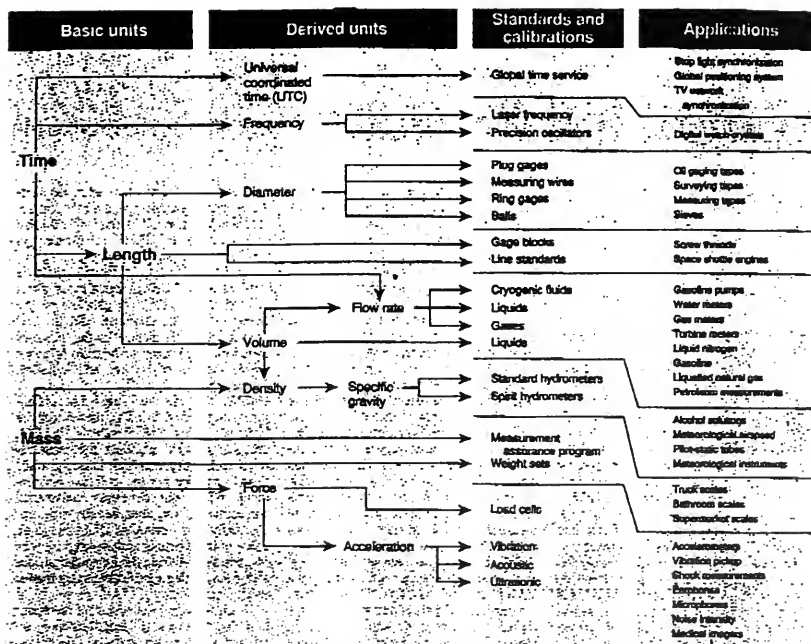 Basic units
Derived units
Standards and
calibrations
Applications
Universal
coordinated
time (UTC)
Global time service
Stop light synchronization
Global positioning system
TV network
synchronization
Frequency
Laser frequency
Precision oscillators
Digital watch crystals
Time
Diameter
Plug gages
Measuring wires
Ring gages
Balls
Oil gaging tapes
Surveying tapes
Measuring tapes
Sieves
Length
Gage blocks
Line standards
Screw threads
Space shuttle engines
Flow rate
Cryogenic fluids
Liquids
Gases
Volume
Liquids
Gasoline pumps
Water meters
Gas meters
Turbine meters
Liquid nitrogen
Gasoline
Liquefied natural gas
Petroleum measurements
Density
Specific
gravity
Standard hydrometers
Spirit hydrometers
Alcohol solutions
Meteorological airspeed
Pitot-static tubes
Meteorological instruments
Mass
Measurement
assurance program
Weight sets
Truck scales
Bathroom scales
Supermarket scales
Force
Load cells
Acceleration
Vibration
Acoustic
Ultrasonic
Accelerometers
Vibration pickup
Shock measurements
Earphones
Microphones
Noise intensity
Medical images